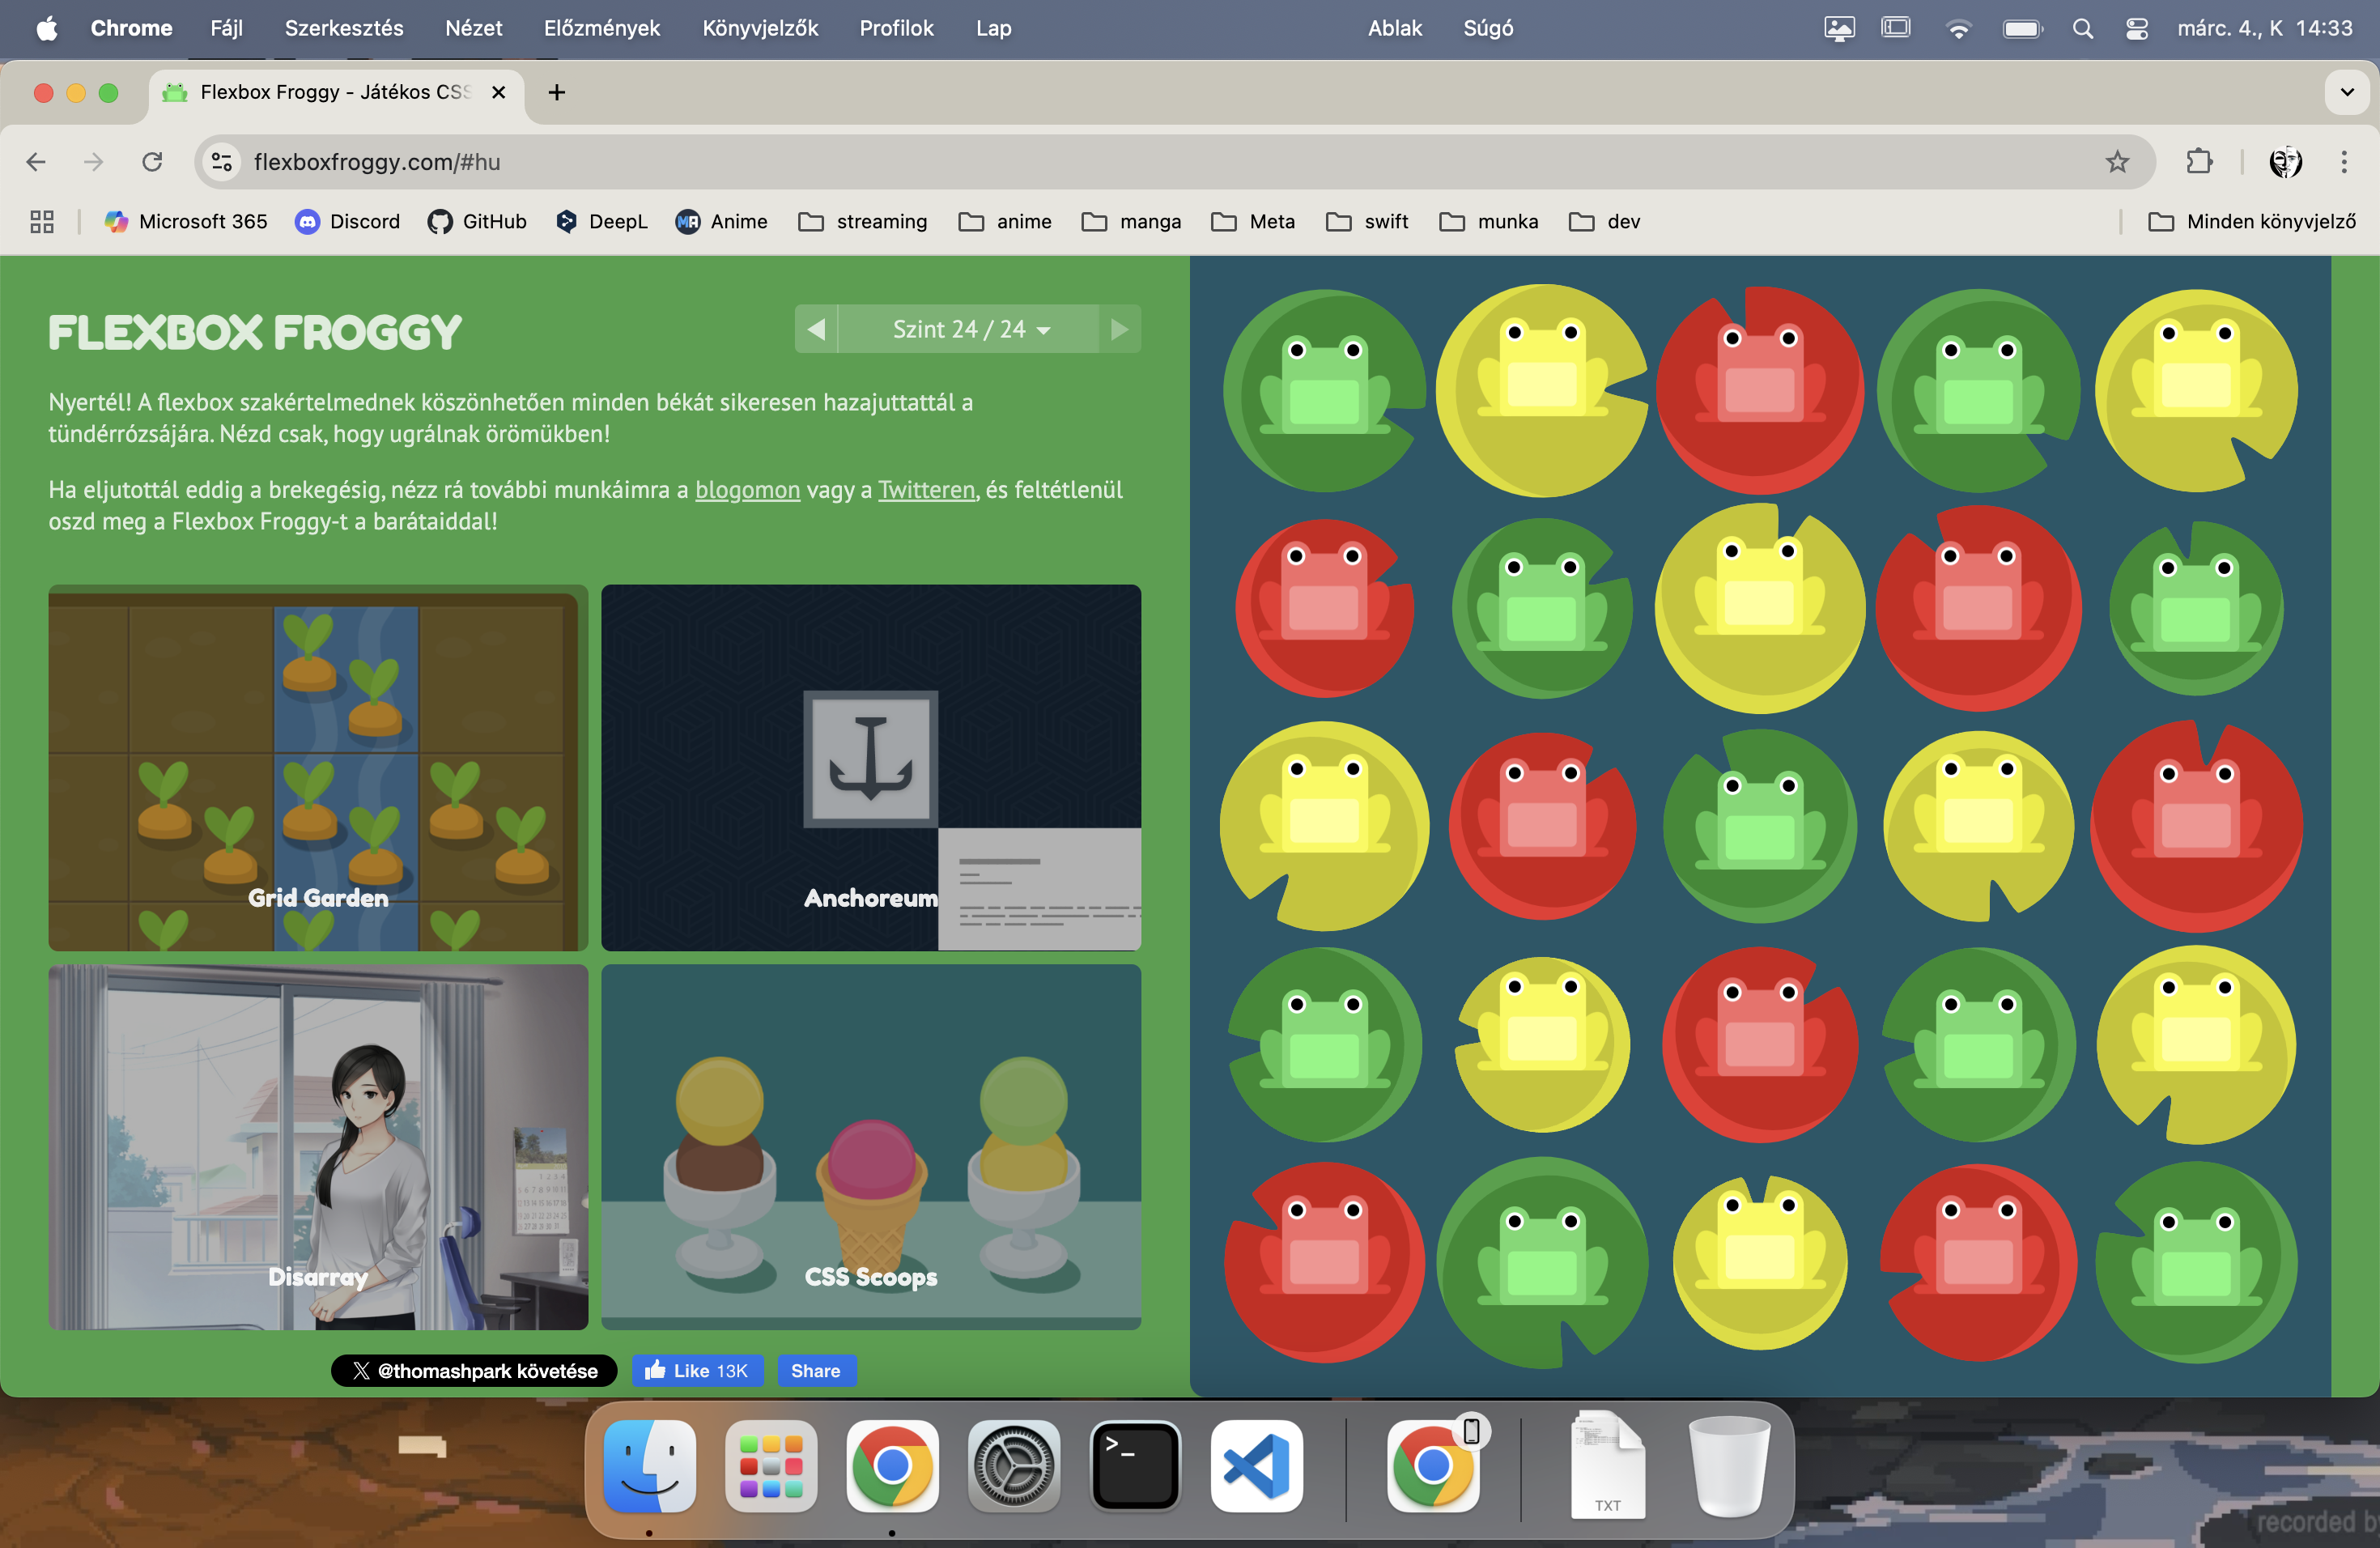 Chrome Fájl Szerkesztés Nézet Előzmények Könyvjelzők Profilok Lap Ablak Súgó márc. 4., K 14:33
Flexbox Froggy - Játékos CSS
flexboxfroggy.com/#hu
Microsoft 365 Discord GitHub DeepL Anime streaming anime manga Meta swift munka dev Minden könyvjelző
FLEXBOX FROGGY
Szint 24 / 24
Nyertél! A flexbox szakértelmednek köszönhetően minden békát sikeresen hazajuttattál a
tündérrózsájára. Nézd csak, hogy ugrálnak örömükben!
Ha eljutottál eddig a brekegésig, nézz rá további munkáimra a blogomon vagy a Twitteren, és feltétlenül
oszd meg a Flexbox Froggy-t a barátaiddal!
Grid Garden
Anchoreum
Disarray
CSS Scoops
@thomashpark követése
Like 13K
Share
TXT
recorded